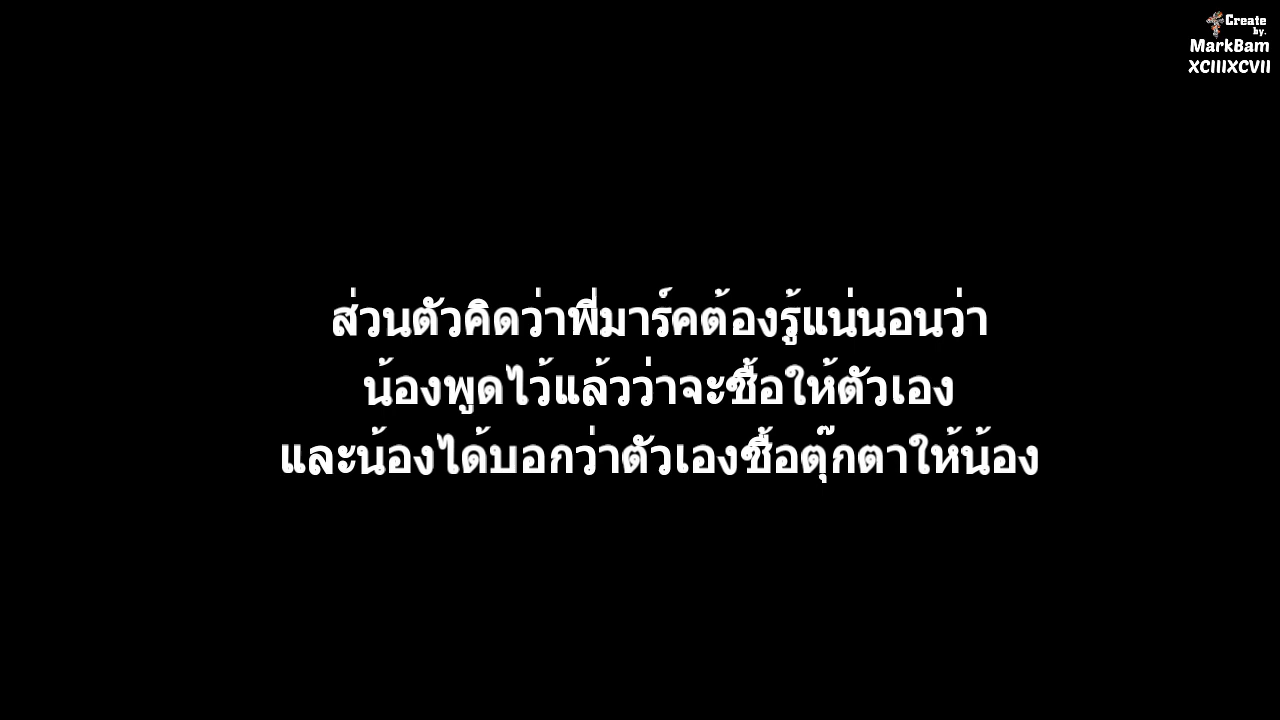 Create
by.
MarkBam
XCIIIXCVII
ส่วนตัวคิดว่าพี่มาร์คต้องรู้แน่นอนว่า
น้องพูดไว้แล้วว่าจะซื้อให้ตัวเอง
และน้องได้บอกว่าตัวเองซื้อตุ๊กตาให้น้อง